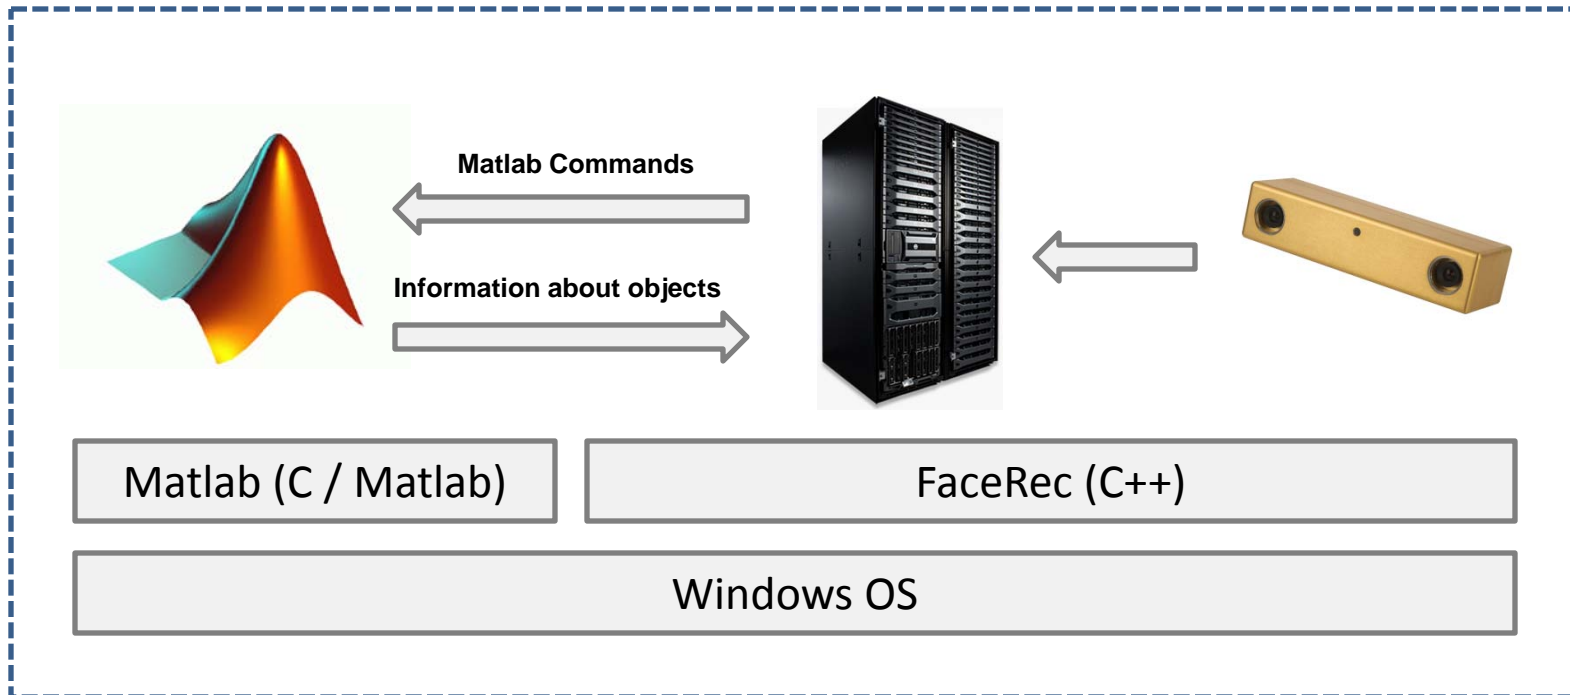 Matlab Commands
Information about objects
Matlab (C / Matlab)
FaceRec (C++)
Windows OS